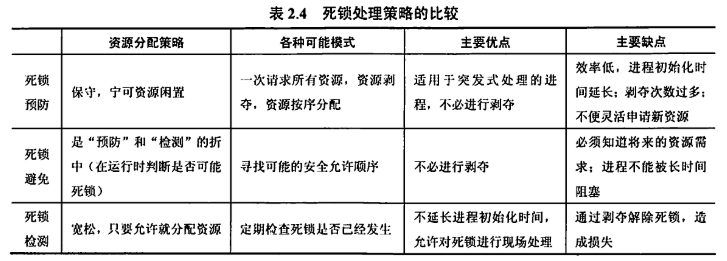 表 2.4 死锁处理策略的比较
资源分配策略 各种可能模式 主要优点 主要缺点
死锁
预防
保守，宁可资源闲置
一次请求所有资源，资源剥
夺，资源按序分配
适用于突发式处理的进
程，不必进行剥夺
效率低，进程初始化时
间延长；剥夺次数过多；
不便灵活申请新资源
死锁
避免
是“预防”和“检测”的折
中（在运行时判断是否可能
死锁）
寻找可能的安全允许顺序
不必进行剥夺
必须知道将来的资源需
求；进程不能被长时间
阻塞
死锁
检测
宽松，只要允许就分配资源
定期检查死锁是否已经发生
不延长进程初始化时间，
允许对死锁进行现场处理
通过剥夺解除死锁，造
成损失